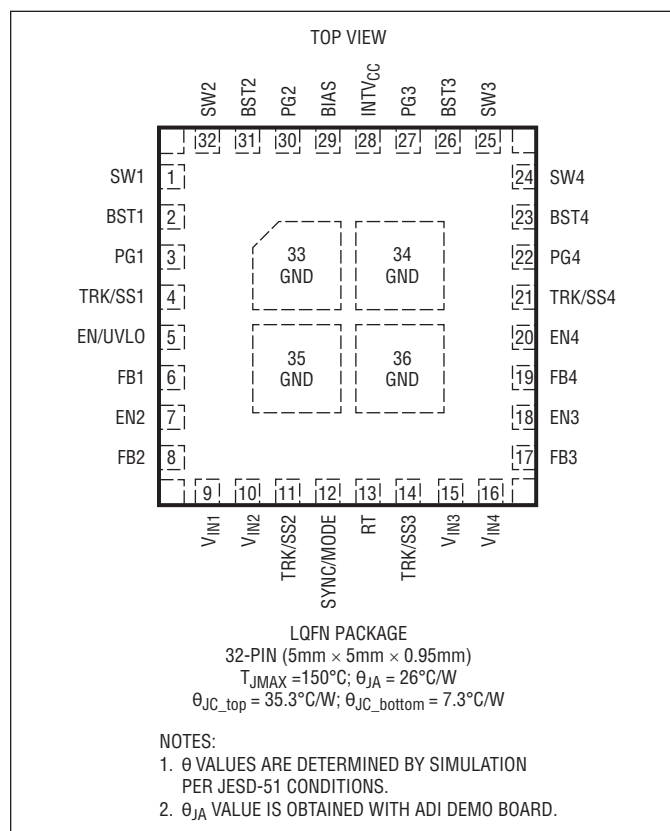 TOP VIEW
SW2 BST2 PG2 BIAS INTVCC PG3 BST3 SW3
32 31 30 29 28 27 26 25
SW1 1 24 SW4
BST1 2 23 BST4
PG1 3 22 PG4
TRK/SS1 4 21 TRK/SS4
EN/UVLO 5 20 EN4
FB1 6 19 FB4
EN2 7 18 EN3
FB2 8 17 FB3
33 34
GND GND
35 36
GND GND
9 10 11 12 13 14 15 16
VIN1 VIN2 TRK/SS2 SYNC/MODE RT TRK/SS3 VIN3 VIN4
LQFN PACKAGE
32-PIN (5mm × 5mm × 0.95mm)
TJMAX =150°C; θJA = 26°C/W
θJC_top = 35.3°C/W; θJC_bottom = 7.3°C/W
NOTES:
1. θ VALUES ARE DETERMINED BY SIMULATION
PER JESD-51 CONDITIONS.
2. θJA VALUE IS OBTAINED WITH ADI DEMO BOARD.